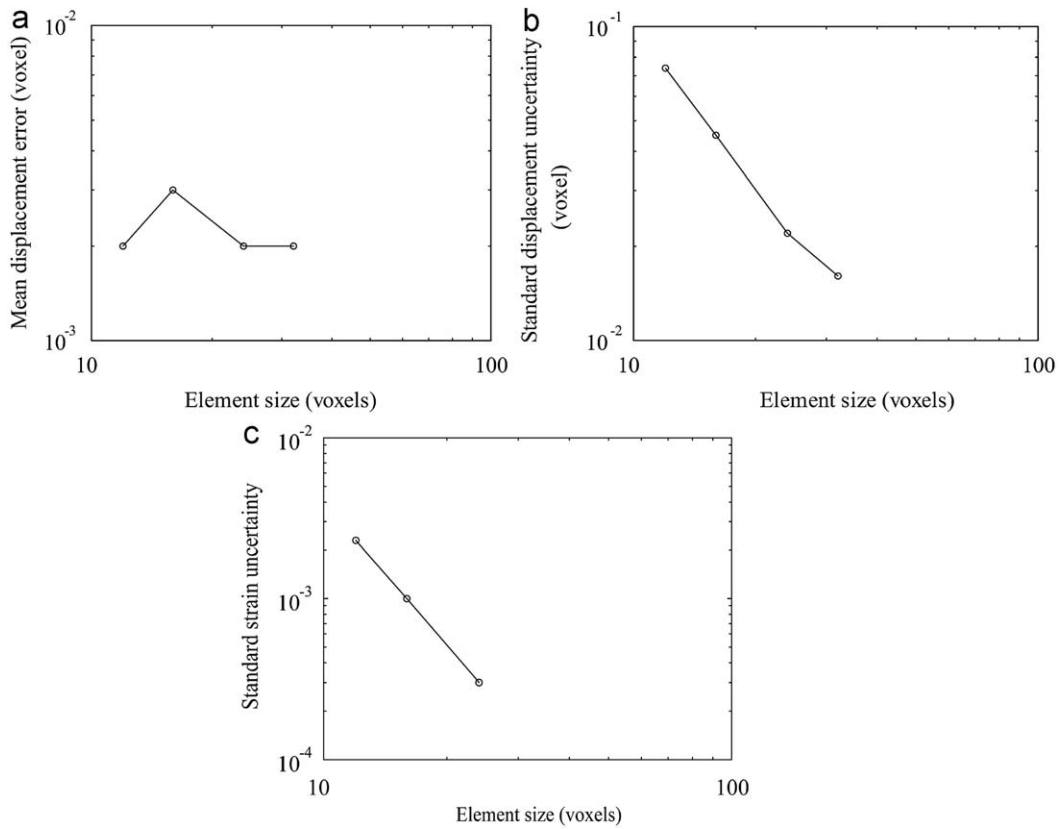 a
Mean displacement error (voxel)
10-2
10-3
10
100
Element size (voxels)
b
Standard displacement uncertainty
(voxel)
10-1
10-2
10
100
Element size (voxels)
c
Standard strain uncertainty
10-2
10-3
10-4
10
100
Element size (voxels)